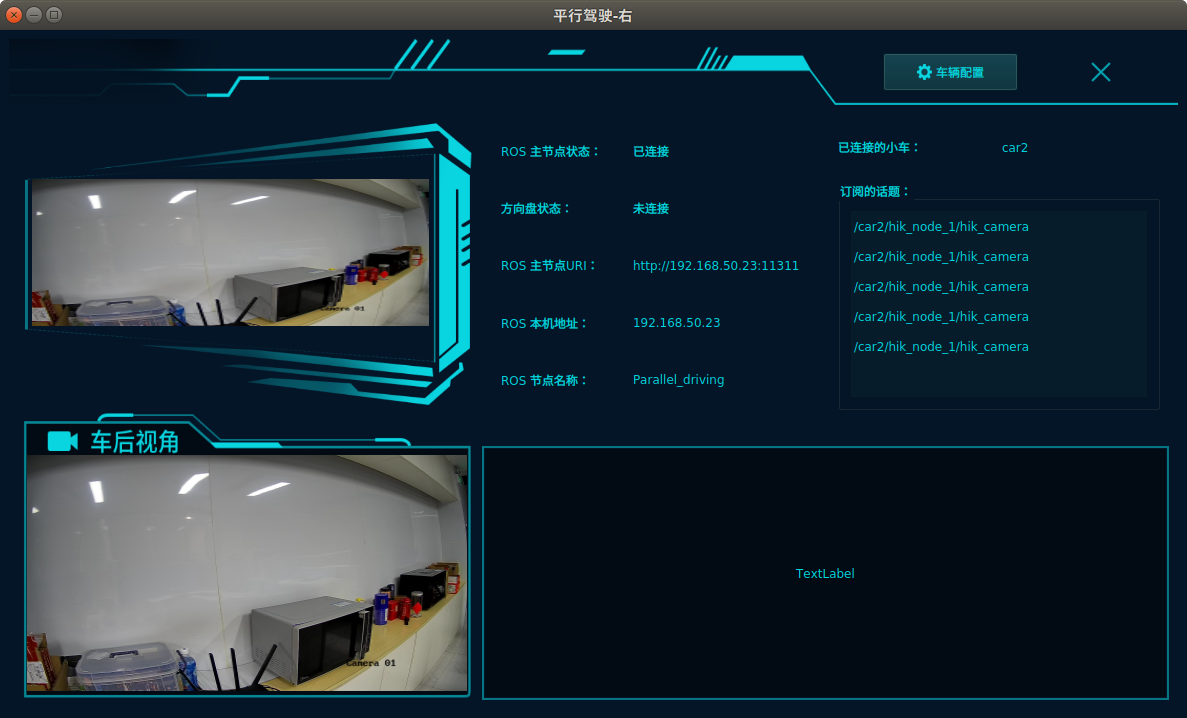 平行驾驶-右
车辆配置
ROS 主节点状态： 已连接
方向盘状态： 未连接
ROS 主节点URI： http://192.168.50.23:11311
ROS 本机地址： 192.168.50.23
ROS 节点名称： Parallel_driving
已连接的小车： car2
订阅的话题：
/car2/hik_node_1/hik_camera
/car2/hik_node_1/hik_camera
/car2/hik_node_1/hik_camera
/car2/hik_node_1/hik_camera
/car2/hik_node_1/hik_camera
Camera 01
车后视角
Camera 01
TextLabel